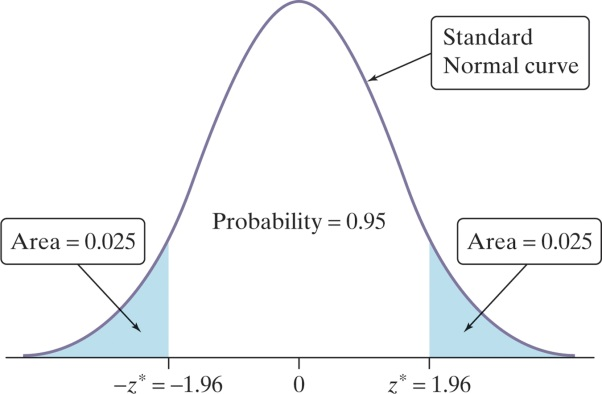 Standard
Normal curve
Probability = 0.95
Area = 0.025
Area = 0.025
−z* = −1.96
0
z* = 1.96